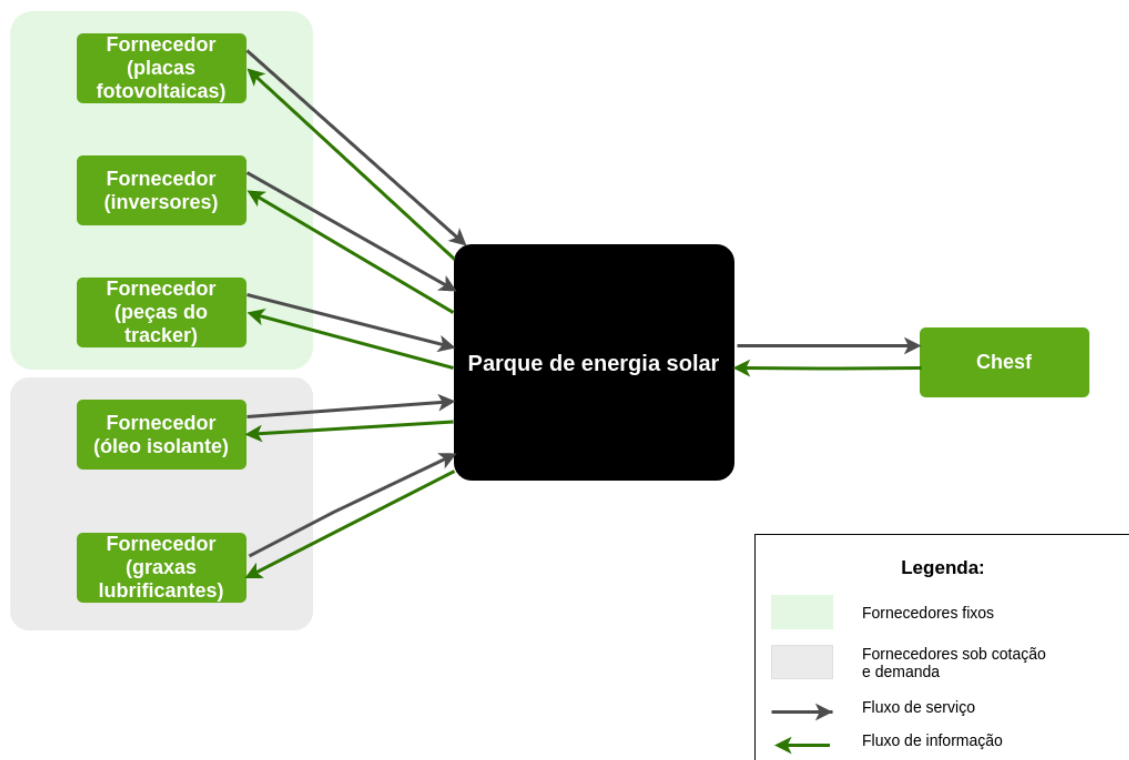 Fornecedor
(placas
fotovoltaicas)
Fornecedor
(inversores)
Fornecedor
(peças do
tracker)
Fornecedor
(óleo isolante)
Fornecedor
(graxas
lubrificantes)
Parque de energia solar
Chesf
Legenda:
Fornecedores fixos
Fornecedores sob cotação
e demanda
Fluxo de serviço
Fluxo de informação